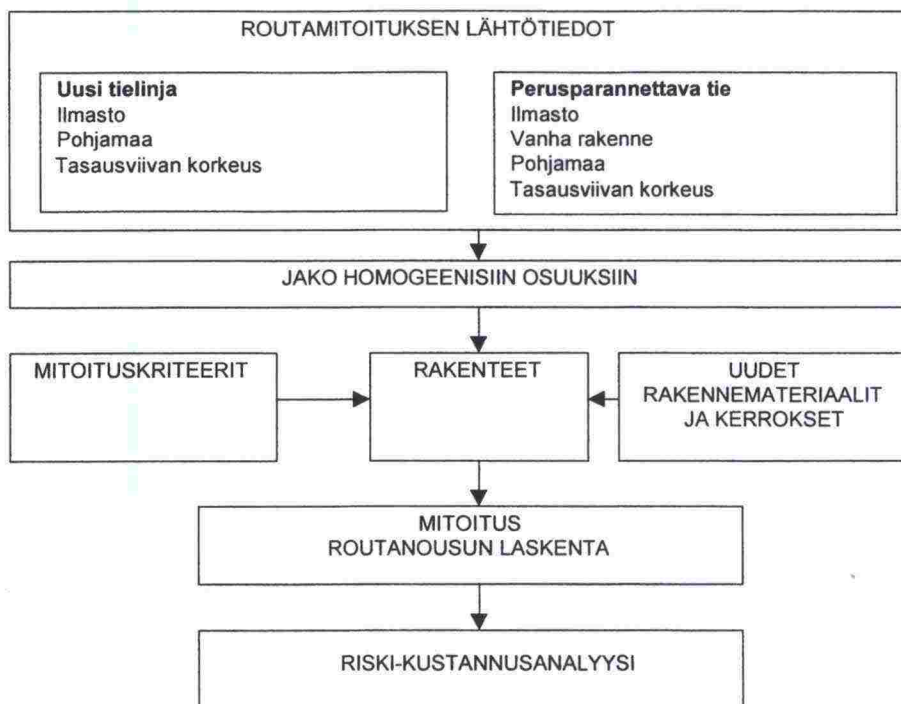 ROUTAMITOITUKSEN LÄHTÖTIEDOT
Uusi tielinja
Ilmasto
Pohjamaa
Tasausviivan korkeus
Perusparannettava tie
Ilmasto
Vanha rakenne
Pohjamaa
Tasausviivan korkeus
JAKO HOMOGEENISIIN OSUUKSIIN
MITOITUSKRITEERIT
RAKENTEET
UUDET
RAKENNEMATERIAALIT
JA KERROKSET
MITOITUS
ROUTANOUSUN LASKENTA
RISKI-KUSTANNUSANALYYSI